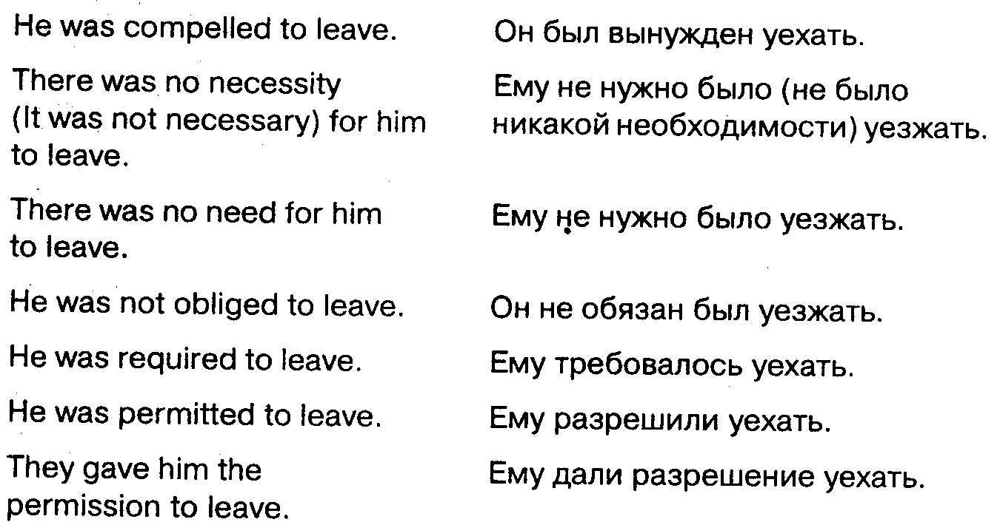 He was compelled to leave.
Он был вынужден уехать.
There was no necessity
(It was not necessary) for him
to leave.
Ему не нужно было (не было
никакой необходимости) уезжать.
There was no need for him
to leave.
Ему не нужно было уезжать.
He was not obliged to leave.
Он не обязан был уезжать.
He was required to leave.
Ему требовалось уехать.
He was permitted to leave.
Ему разрешили уехать.
They gave him the
permission to leave.
Ему дали разрешение уехать.